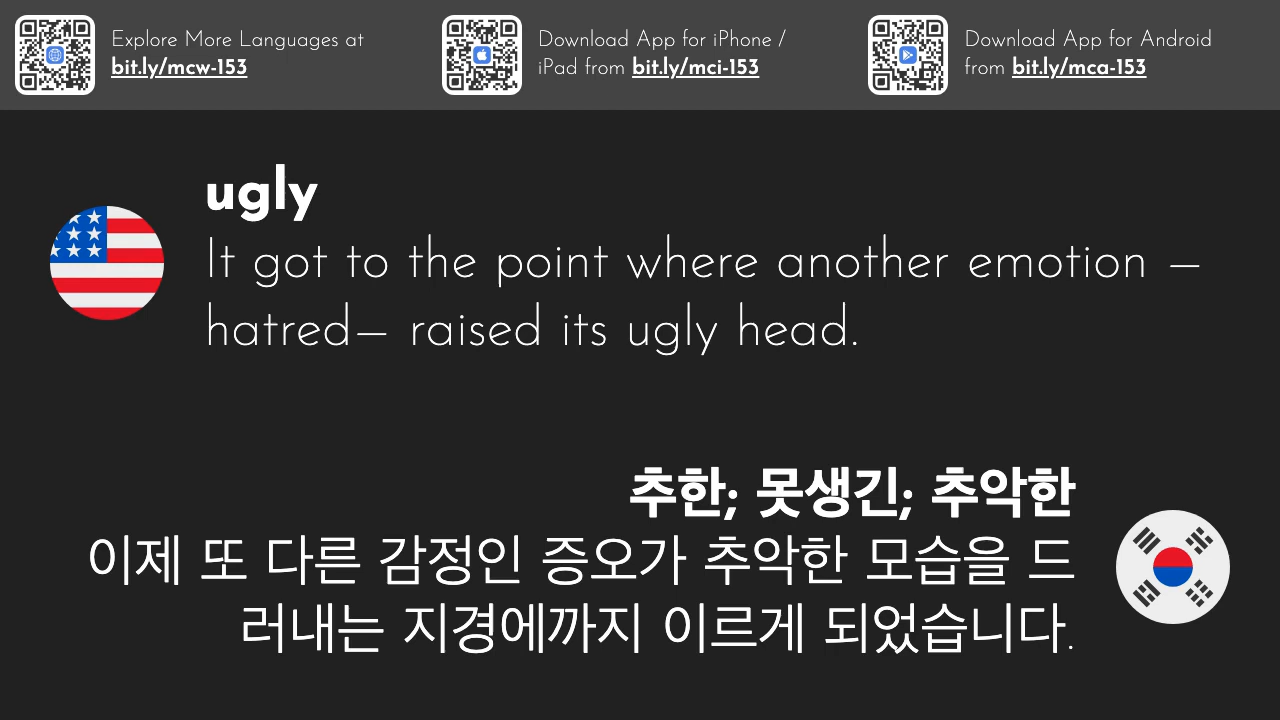 Explore More Languages at
bit.ly/mcw-153
Download App for iPhone /
iPad from bit.ly/mci-153
Download App for Android
from bit.ly/mca-153
ugly
It got to the point where another emotion —
hatred— raised its ugly head.
추한; 못생긴; 추악한
이제 또 다른 감정인 증오가 추악한 모습을 드
러내는 지경에까지 이르게 되었습니다.